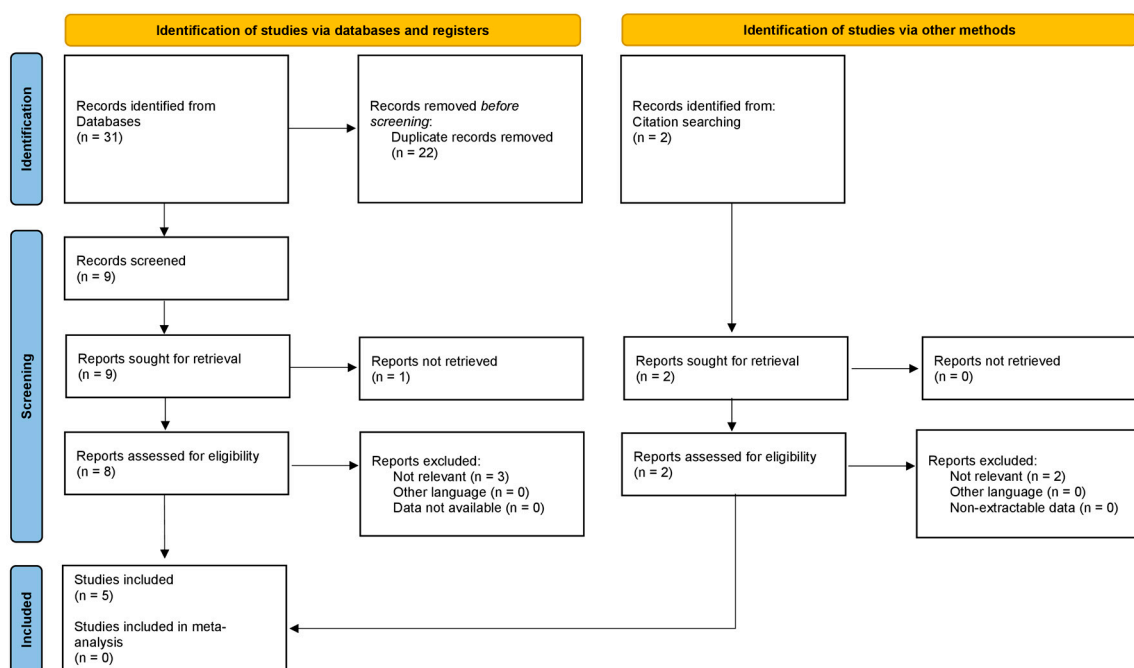 Identification of studies via databases and registers
Identification of studies via other methods
Identification
Records identified from
Databases
(n = 31)
Records removed before
screening:
Duplicate records removed
(n = 22)
Records identified from:
Citation searching
(n = 2)
Screening
Records screened
(n = 9)
Reports sought for retrieval
(n = 9)
Reports not retrieved
(n = 1)
Reports sought for retrieval
(n = 2)
Reports not retrieved
(n = 0)
Reports assessed for eligibility
(n = 8)
Reports excluded:
Not relevant (n = 3)
Other language (n = 0)
Data not available (n = 0)
Reports assessed for eligibility
(n = 2)
Reports excluded:
Not relevant (n = 2)
Other language (n = 0)
Non-extractable data (n = 0)
Included
Studies included
(n = 5)
Studies included in meta-
analysis
(n = 0)